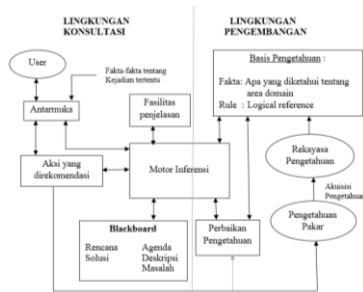 LINGKUNGAN
KONSULTASI
LINGKUNGAN
PENGEMBANGAN
User
Fakta-fakta tentang
Kejadian tertentu
Antarmuka
Fasilitas
penjelasan
Basis Pengetahuan :
Fakta: Apa yang diketahui tentang
area domain
Rule : Logical reference
Aksi yang
direkomendasi
Motor Inferensi
Rekayasa
Pengetahuan
Akuisisi
Pengetahuan
Blackboard
Rencana Agenda
Solusi Deskripsi
Masalah
Perbaikan
Pengetahuan
Pengetahuan
Pakar